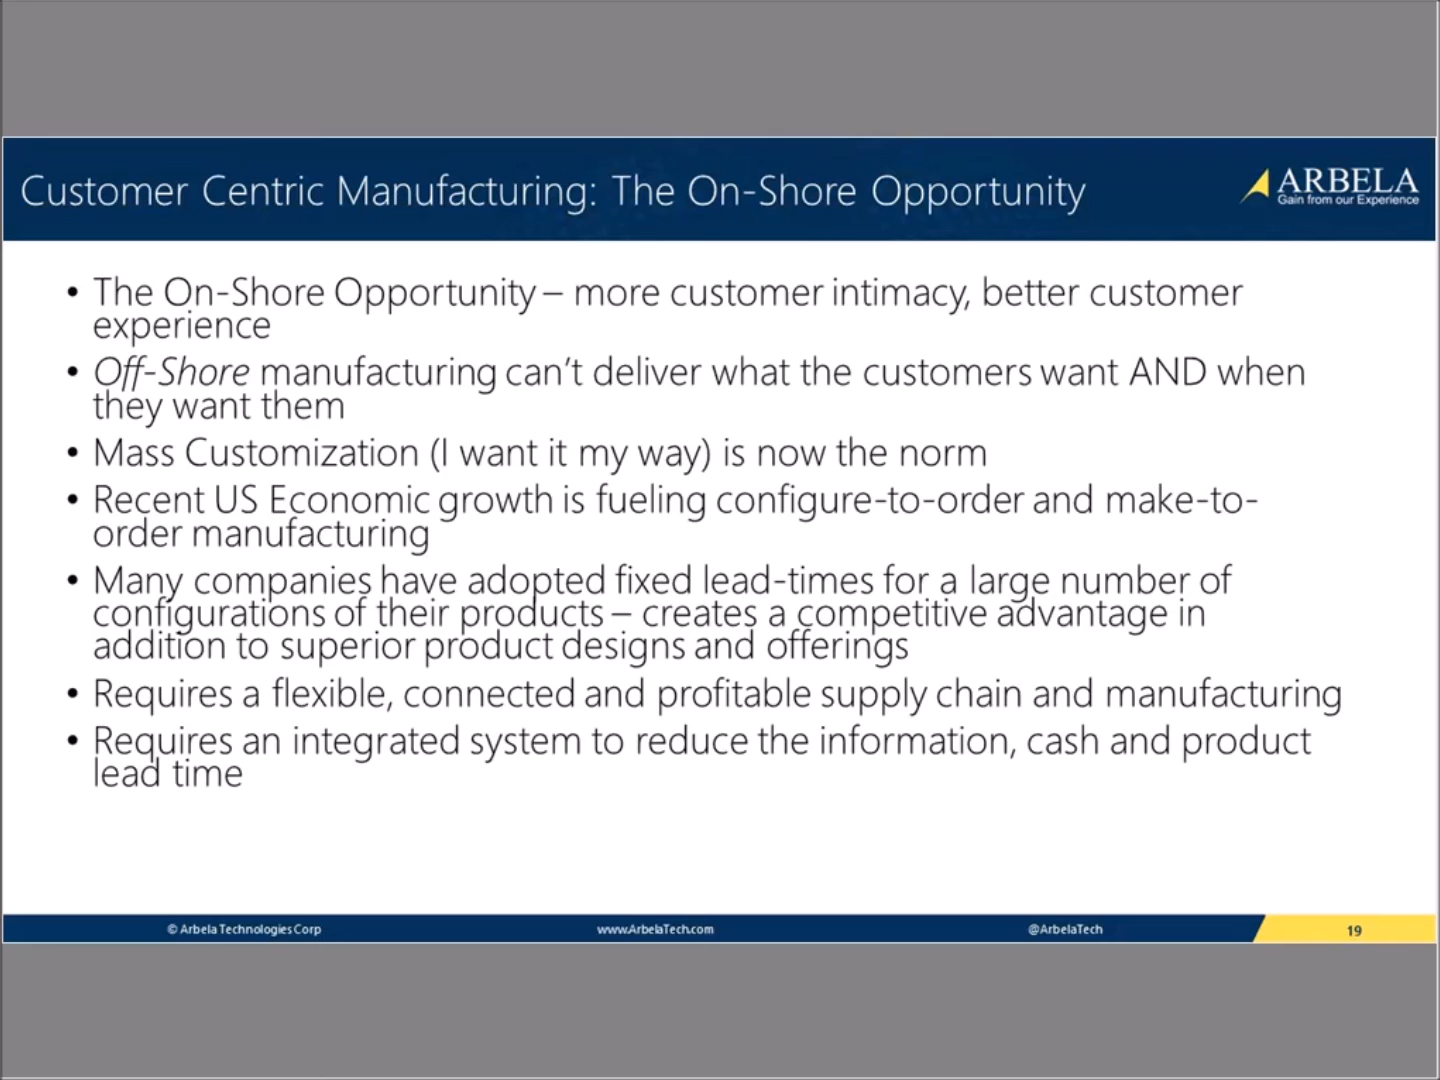 Customer Centric Manufacturing: The On-Shore Opportunity
ARBELA
Gain from our Experience
• The On-Shore Opportunity – more customer intimacy, better customer
experience
• Off-Shore manufacturing can't deliver what the customers want AND when
they want them
• Mass Customization (I want it my way) is now the norm
• Recent US Economic growth is fueling configure-to-order and make-to-
order manufacturing
• Many companies have adopted fixed lead-times for a large number of
configurations of their products – creates a competitive advantage in
addition to superior product designs and offerings
• Requires a flexible, connected and profitable supply chain and manufacturing
• Requires an integrated system to reduce the information, cash and product
lead time
© Arbela Technologies Corp
www.ArbelaTech.com
@ArbelaTech
19